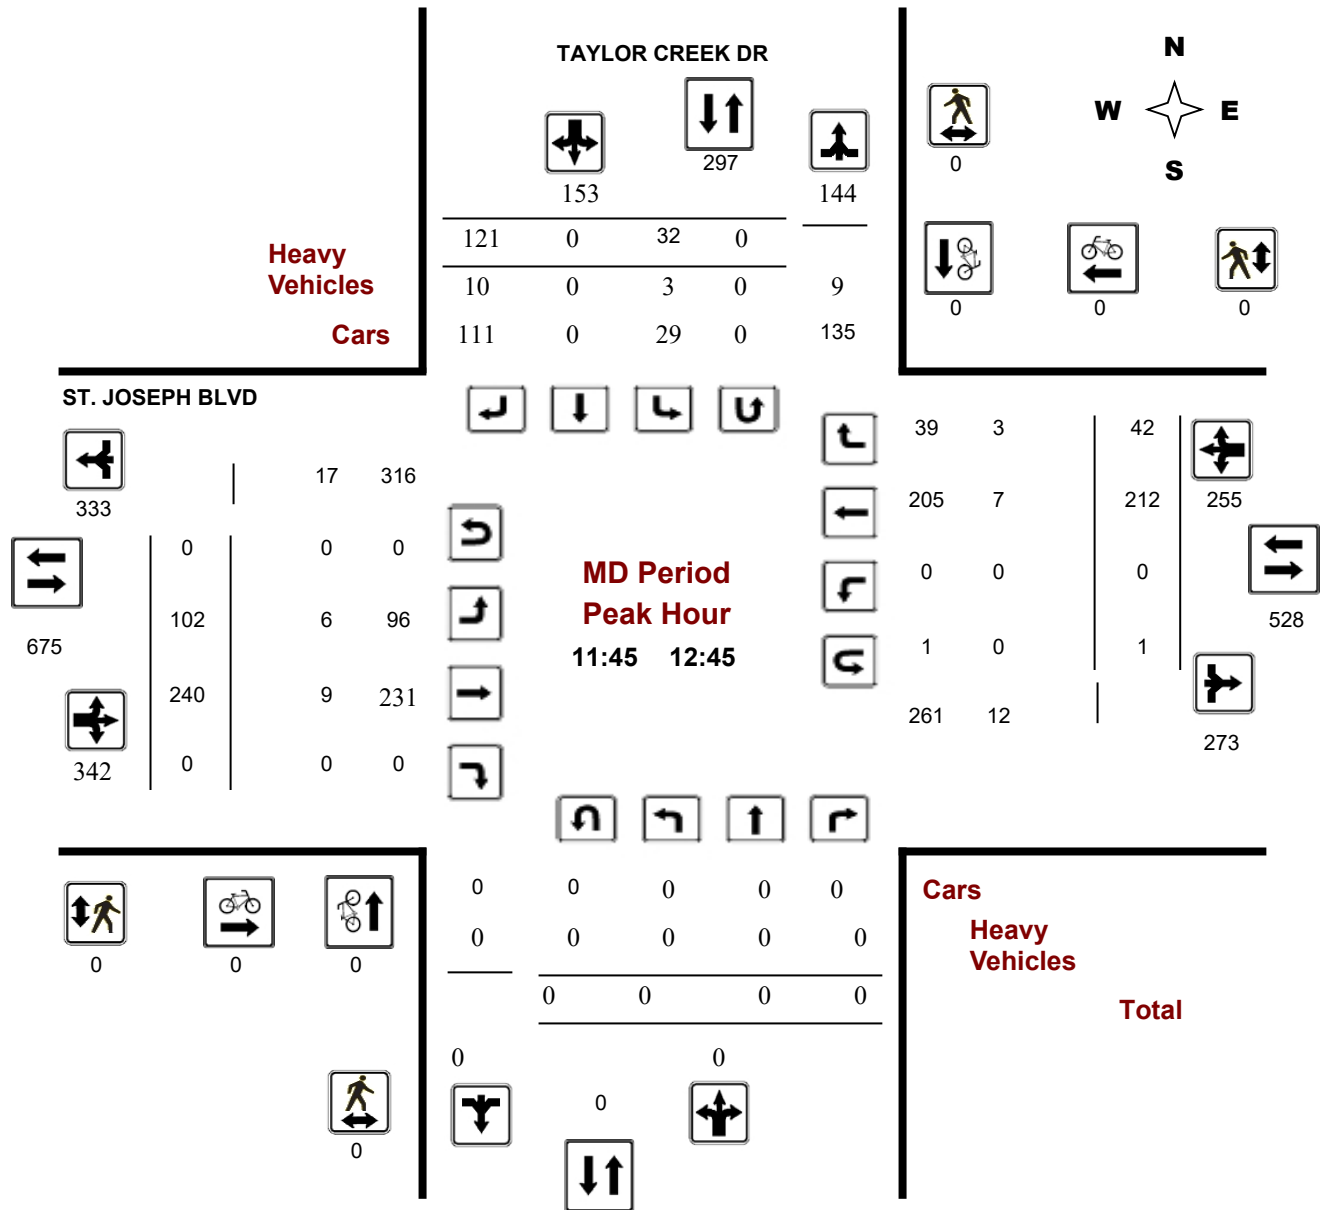 TAYLOR CREEK DR
N
W E
S
297
0
153 144
121 0 32 0
Heavy
Vehicles
10 0 3 0 9
0 0 0
Cars
111 0 29 0 135
ST. JOSEPH BLVD
39 3 42
17 316
333
205 7 212 255
0 0 0
MD Period
0 0 0
102 6 96
Peak Hour
528
675
11:45 12:45
1 0 1
240 9 231
261 12
273
342 0 0 0
0 0 0 0 0
Cars
0 0 0 0 0
Heavy
Vehicles
0 0 0
0 0 0 0
Total
0 0
0
0